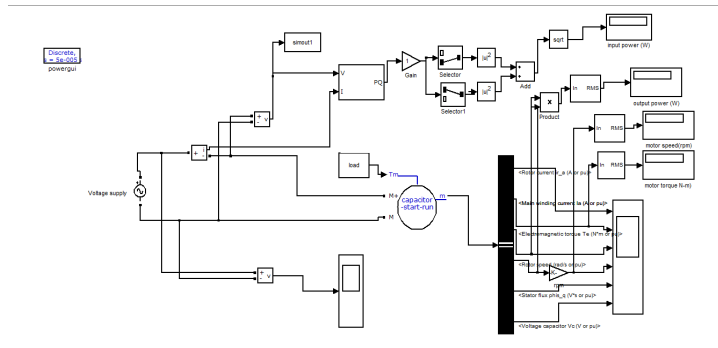 Discrete,
s = 5e-005 s
powergui
simout1
sqrt
input power (W)
V
I
PQ
1
Gain
Selector
|u|²
Add
Selector1
|u|²
x
Product
In RMS
output power (W)
+
-
v
In RMS
motor speed(rpm)
+
-
i
In RMS
motor torque N-m)
load
Tm
Voltage supply
M+
M
capacitor
-start-run
m
<Rotor current ir_a (A or pu)>
<Main winding current Ia (A or pu)>
<Electromagnetic torque Te (N*m or pu)>
<Rotor speed (rad/s or pu)>
-K-
rpm
+
-
v
<Stator flux phis_q (V*s or pu)>
<Voltage capacitor Vc (V or pu)>